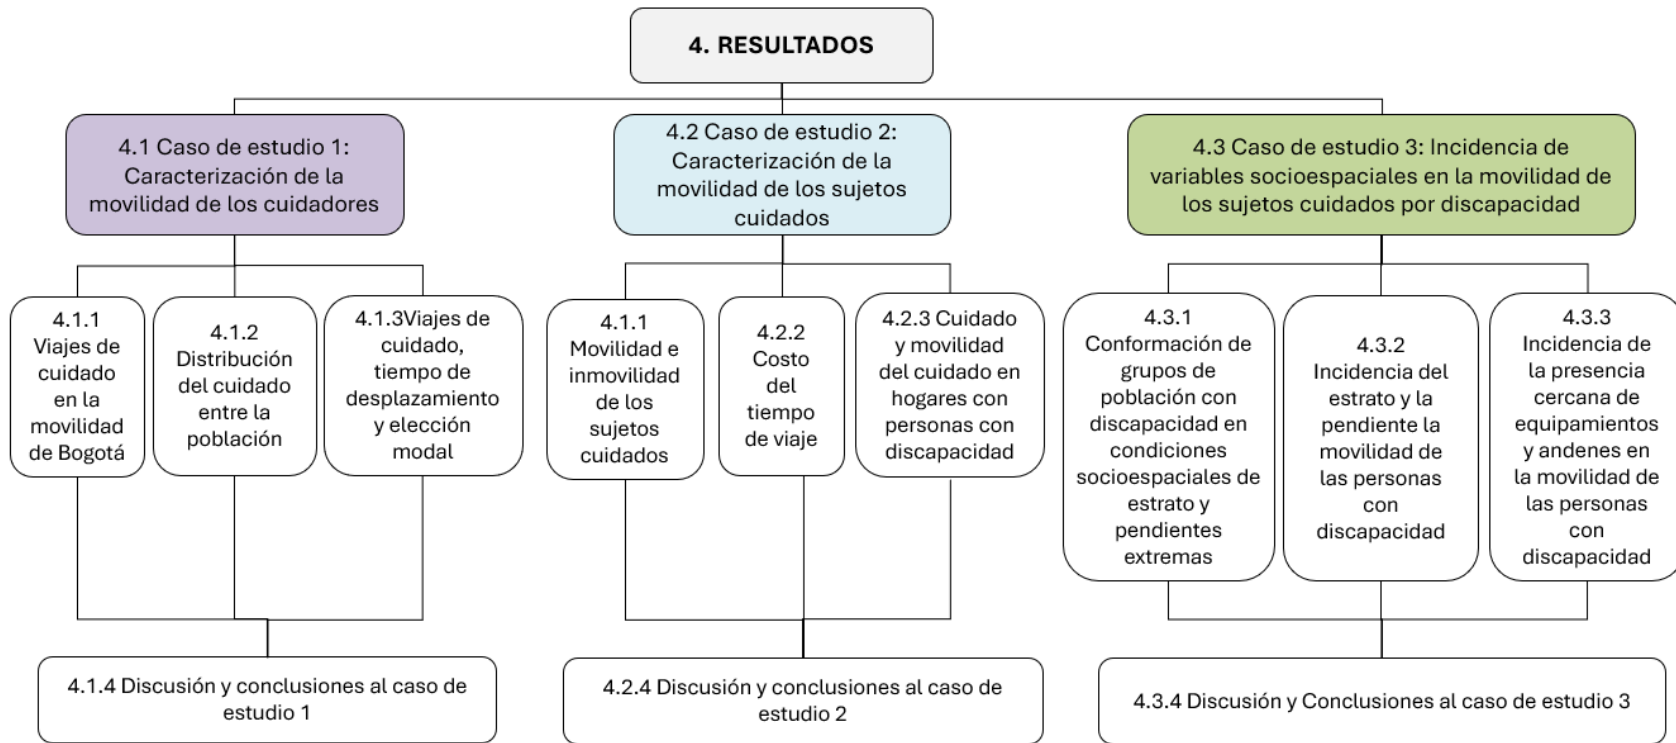 4. RESULTADOS
4.1 Caso de estudio 1:
Caracterización de la
movilidad de los cuidadores
4.2 Caso de estudio 2:
Caracterización de la
movilidad de los sujetos
cuidados
4.3 Caso de estudio 3: Incidencia de
variables socioespaciales en la movilidad de
los sujetos cuidados por discapacidad
4.1.1
Viajes de
cuidado
en la
movilidad
de Bogotá
4.1.2
Distribución
del cuidado
entre la
población
4.1.3Viajes de
cuidado,
tiempo de
desplazamiento
y elección
modal
4.1.1
Movilidad e
inmovilidad
de los
sujetos
cuidados
4.2.2
Costo
del
tiempo
de viaje
4.2.3 Cuidado
y movilidad
del cuidado en
hogares con
personas con
discapacidad
4.3.1
Conformación de
grupos de
población con
discapacidad en
condiciones
socioespaciales de
estrato y
pendientes
extremas
4.3.2
Incidencia del
estrato y la
pendiente la
movilidad de
las personas
con
discapacidad
4.3.3
Incidencia de
la presencia
cercana de
equipamientos
y andenes en
la movilidad de
las personas
con
discapacidad
4.1.4 Discusión y conclusiones al caso de
estudio 1
4.2.4 Discusión y conclusiones al caso de
estudio 2
4.3.4 Discusión y Conclusiones al caso de estudio 3